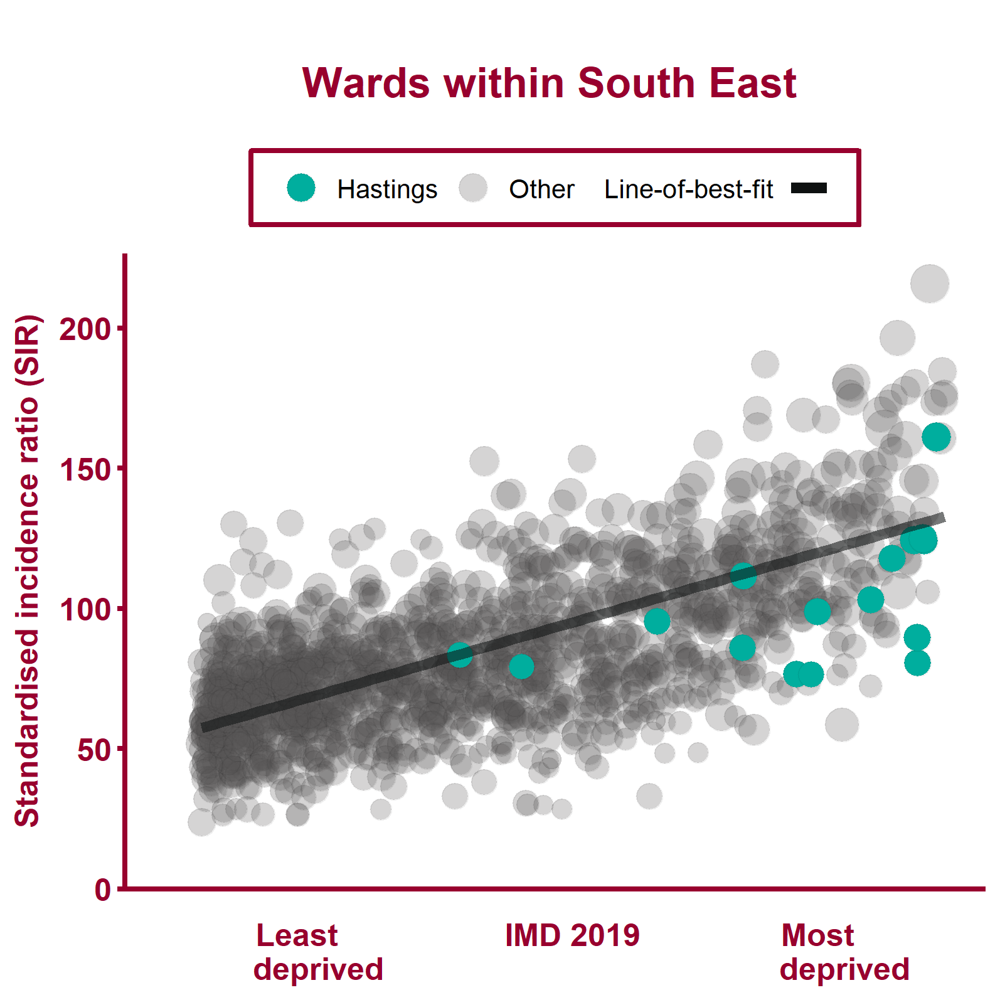 Wards within South East
Hastings
Other
Line-of-best-fit
Standardised incidence ratio (SIR)
200
150
100
50
0
Least
deprived
IMD 2019
Most
deprived